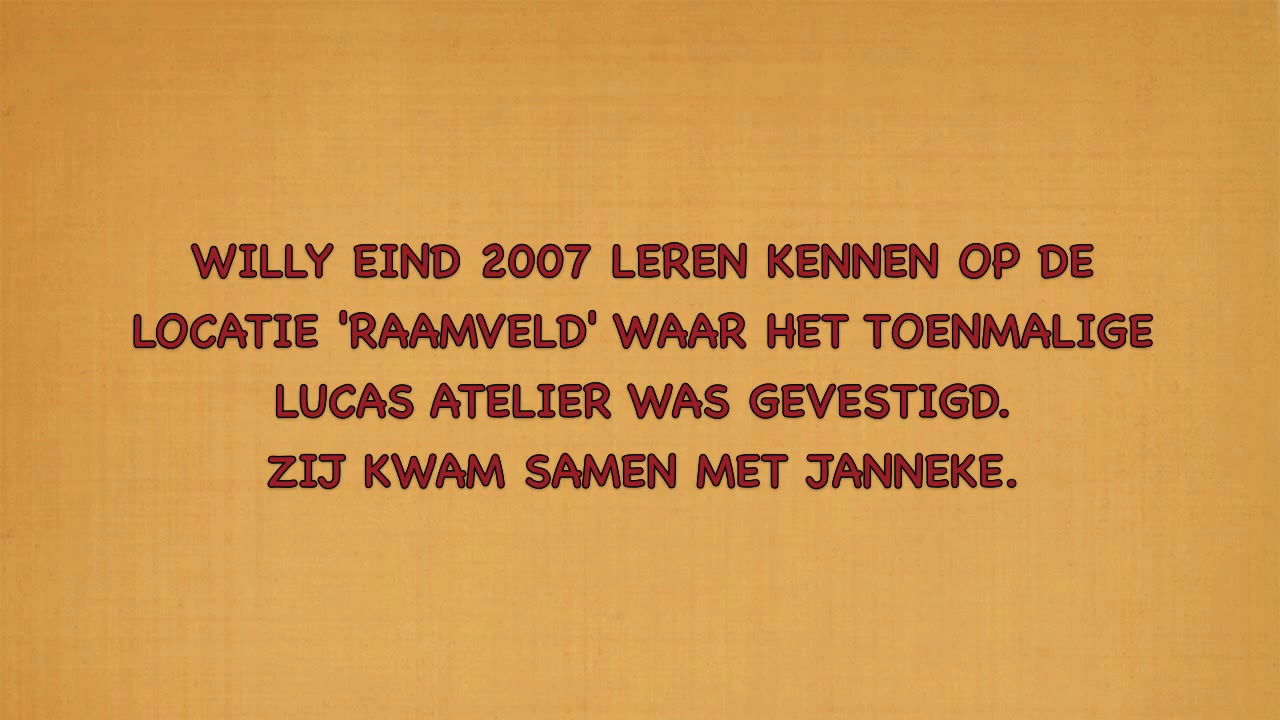 WILLY EIND 2007 LEREN KENNEN OP DE
LOCATIE 'RAAMVELD' WAAR HET TOENMALIGE
LUCAS ATELIER WAS GEVESTIGD.
ZIJ KWAM SAMEN MET JANNEKE.